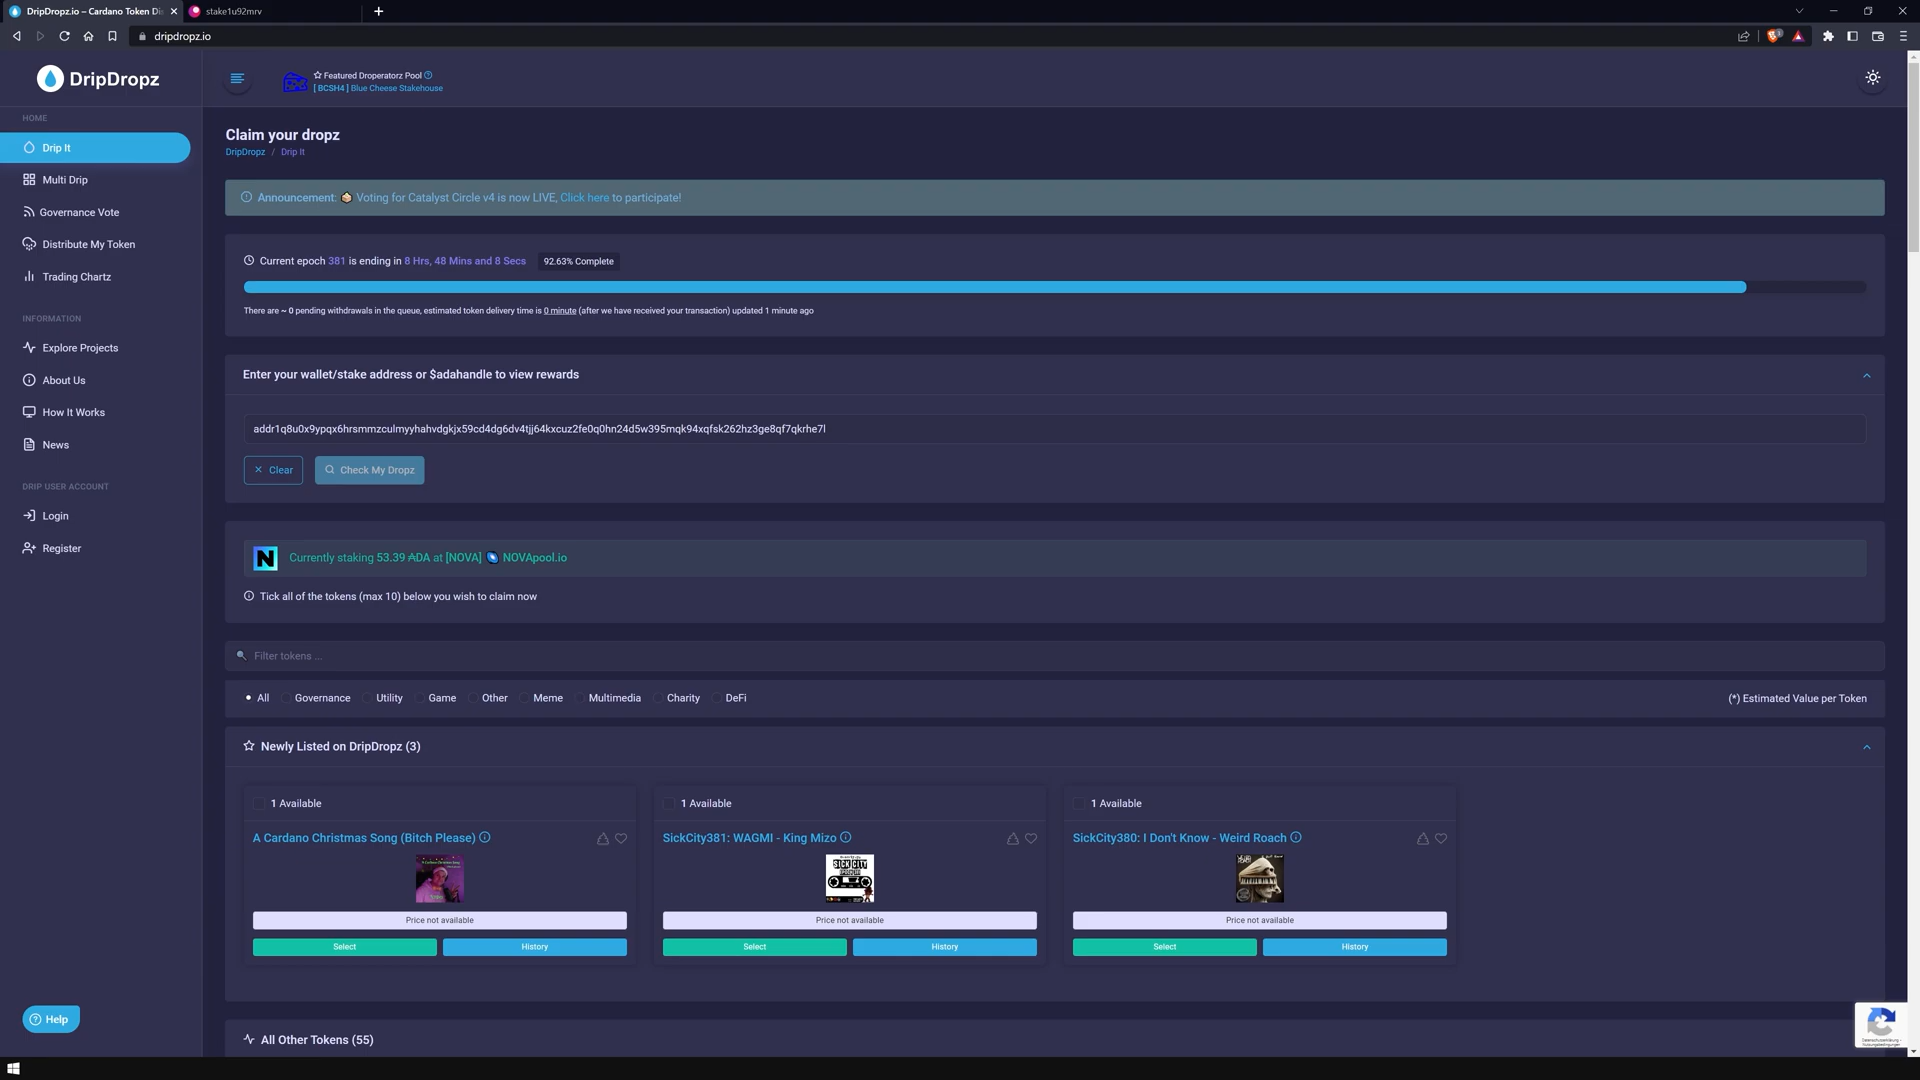 DripDropz.io – Cardano Token Di
stake1u92mrv
dripdropz.io
DripDropz
Featured Droperatorz Pool
[ BCSH4 ] Blue Cheese Stakehouse
HOME
Drip It
Multi Drip
Governance Vote
Distribute My Token
Trading Chartz
INFORMATION
Explore Projects
About Us
How It Works
News
DRIP USER ACCOUNT
Login
Register
Help
Claim your dropz
DripDropz / Drip It
Announcement: Voting for Catalyst Circle v4 is now LIVE, Click here to participate!
Current epoch 381 is ending in 8 Hrs, 48 Mins and 8 Secs 92.63% Complete
There are ~ 0 pending withdrawals in the queue, estimated token delivery time is 0 minute (after we have received your transaction) updated 1 minute ago
Enter your wallet/stake address or $adahandle to view rewards
addr1q8u0x9ypqx6hrsmmzculmyyhahvdgkjx59cd4dg6dv4tjj64kxcuz2fe0q0hn24d5w395mqk94xqfsk262hz3ge8qf7qkrhe7l
Clear
Check My Dropz
Currently staking 53.39 ₳DA at [NOVA] NOVApool.io
Tick all of the tokens (max 10) below you wish to claim now
Filter tokens ...
All Governance Utility Game Other Meme Multimedia Charity DeFi
(*) Estimated Value per Token
Newly Listed on DripDropz (3)
1 Available
A Cardano Christmas Song (Bitch Please)
Price not available
Select
History
1 Available
SickCity381: WAGMI - King Mizo
SICK CITY
Price not available
Select
History
1 Available
SickCity380: I Don't Know - Weird Roach
Price not available
Select
History
All Other Tokens (55)
Datenschutzerklärung -
Nutzungsbedingungen